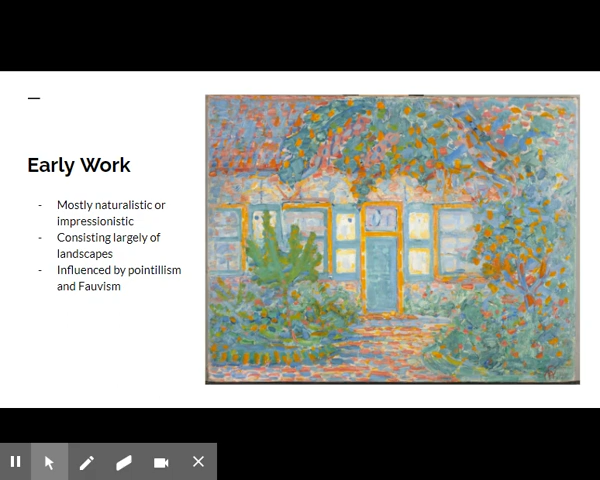 Early Work
- Mostly naturalistic or
impressionistic
- Consisting largely of
landscapes
- Influenced by pointillism
and Fauvism